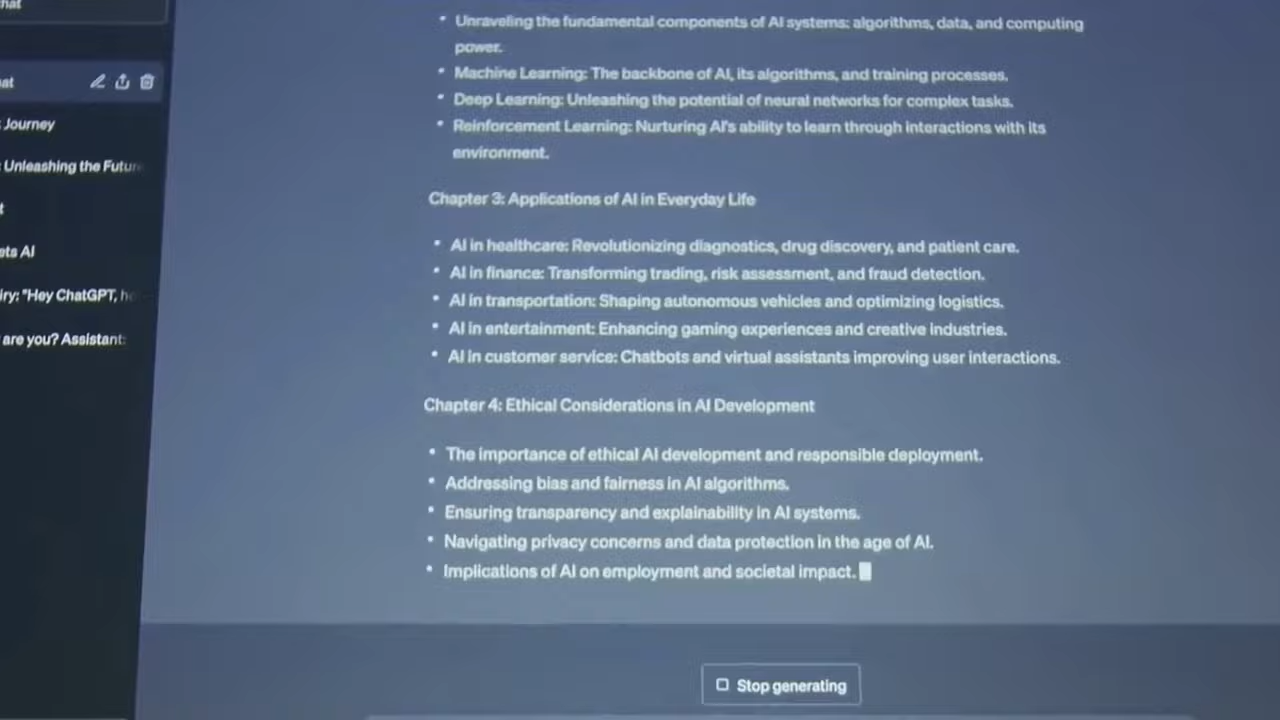 hat
at
Journey
: Unleashing the Futur
t
ets AI
iry: "Hey ChatGPT, h
are you? Assistant:
• Unraveling the fundamental components of AI systems: algorithms, data, and computing
power.
• Machine Learning: The backbone of AI, its algorithms, and training processes.
• Deep Learning: Unleashing the potential of neural networks for complex tasks.
• Reinforcement Learning: Nurturing AI's ability to learn through interactions with its
environment.
Chapter 3: Applications of AI in Everyday Life
• AI in healthcare: Revolutionizing diagnostics, drug discovery, and patient care.
• AI in finance: Transforming trading, risk assessment, and fraud detection.
• AI in transportation: Shaping autonomous vehicles and optimizing logistics.
• AI in entertainment: Enhancing gaming experiences and creative industries.
• AI in customer service: Chatbots and virtual assistants improving user interactions.
Chapter 4: Ethical Considerations in AI Development
• The importance of ethical AI development and responsible deployment.
• Addressing bias and fairness in AI algorithms.
• Ensuring transparency and explainability in AI systems.
• Navigating privacy concerns and data protection in the age of AI.
• Implications of AI on employment and societal impact.
Stop generating